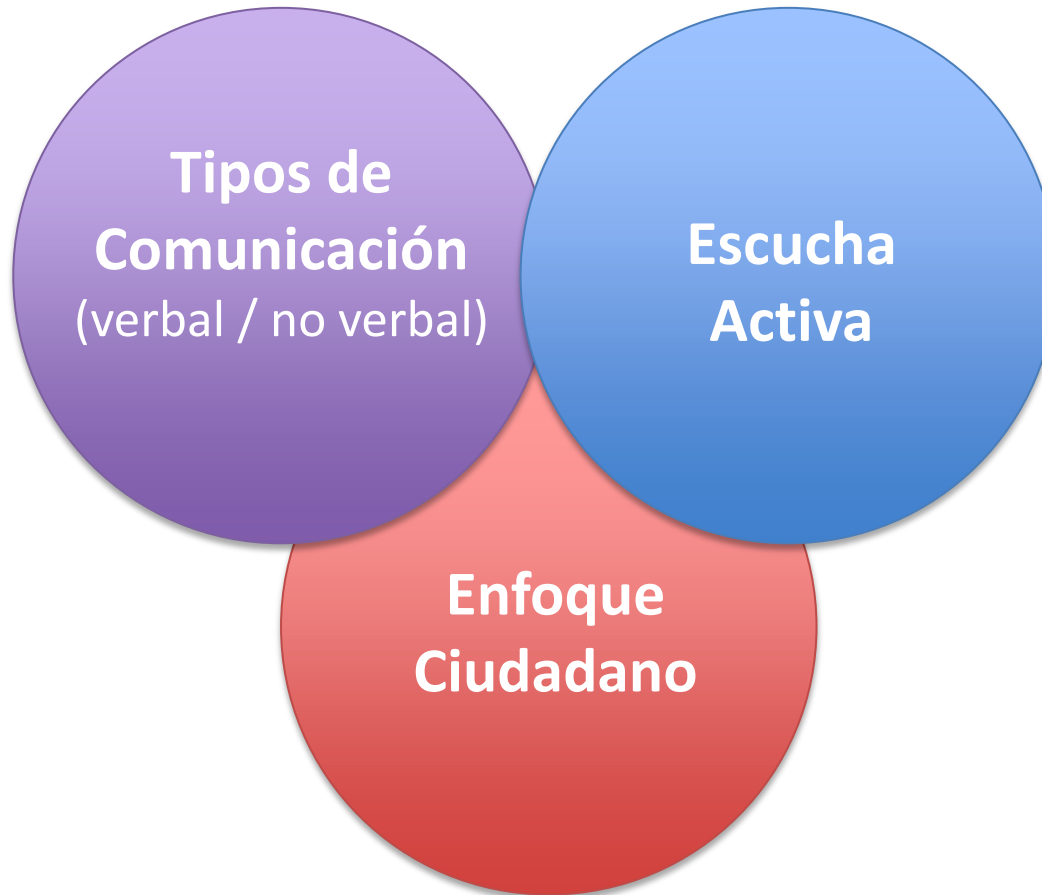 Tipos de
Comunicación
(verbal / no verbal)
Escucha
Activa
Enfoque
Ciudadano